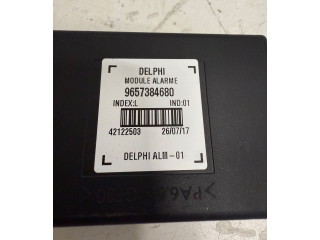 DELPHI
MODULE ALARME
9657384680
INDEX:L IND:01
42122503 26/07/17
DELPHI ALM-01